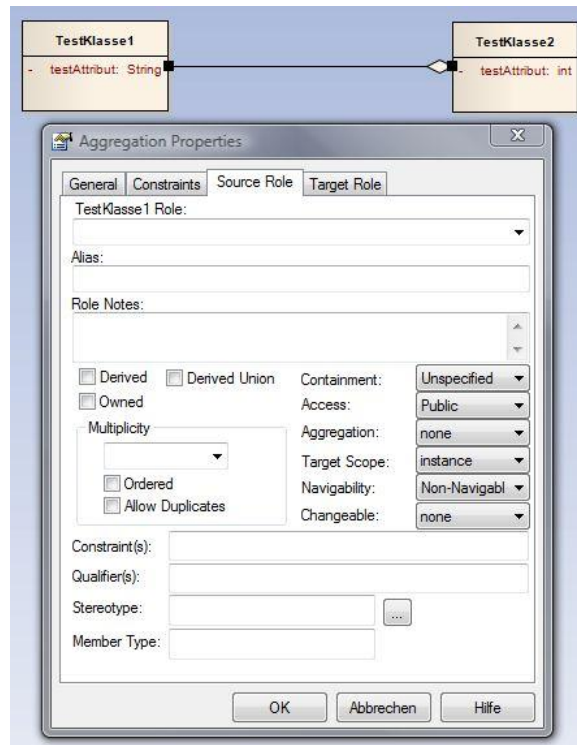 TestKlasse1
- testAttribut: String
TestKlasse2
- testAttribut: int
Aggregation Properties
General Constraints Source Role Target Role
TestKlasse1 Role:
Alias:
Role Notes:
Derived Derived Union
Owned
Multiplicity
Ordered
Allow Duplicates
Containment: Unspecified
Access: Public
Aggregation: none
Target Scope: instance
Navigability: Non-Navigabl
Changeable: none
Constraint(s):
Qualifier(s):
Stereotype: ...
Member Type:
OK Abbrechen Hilfe